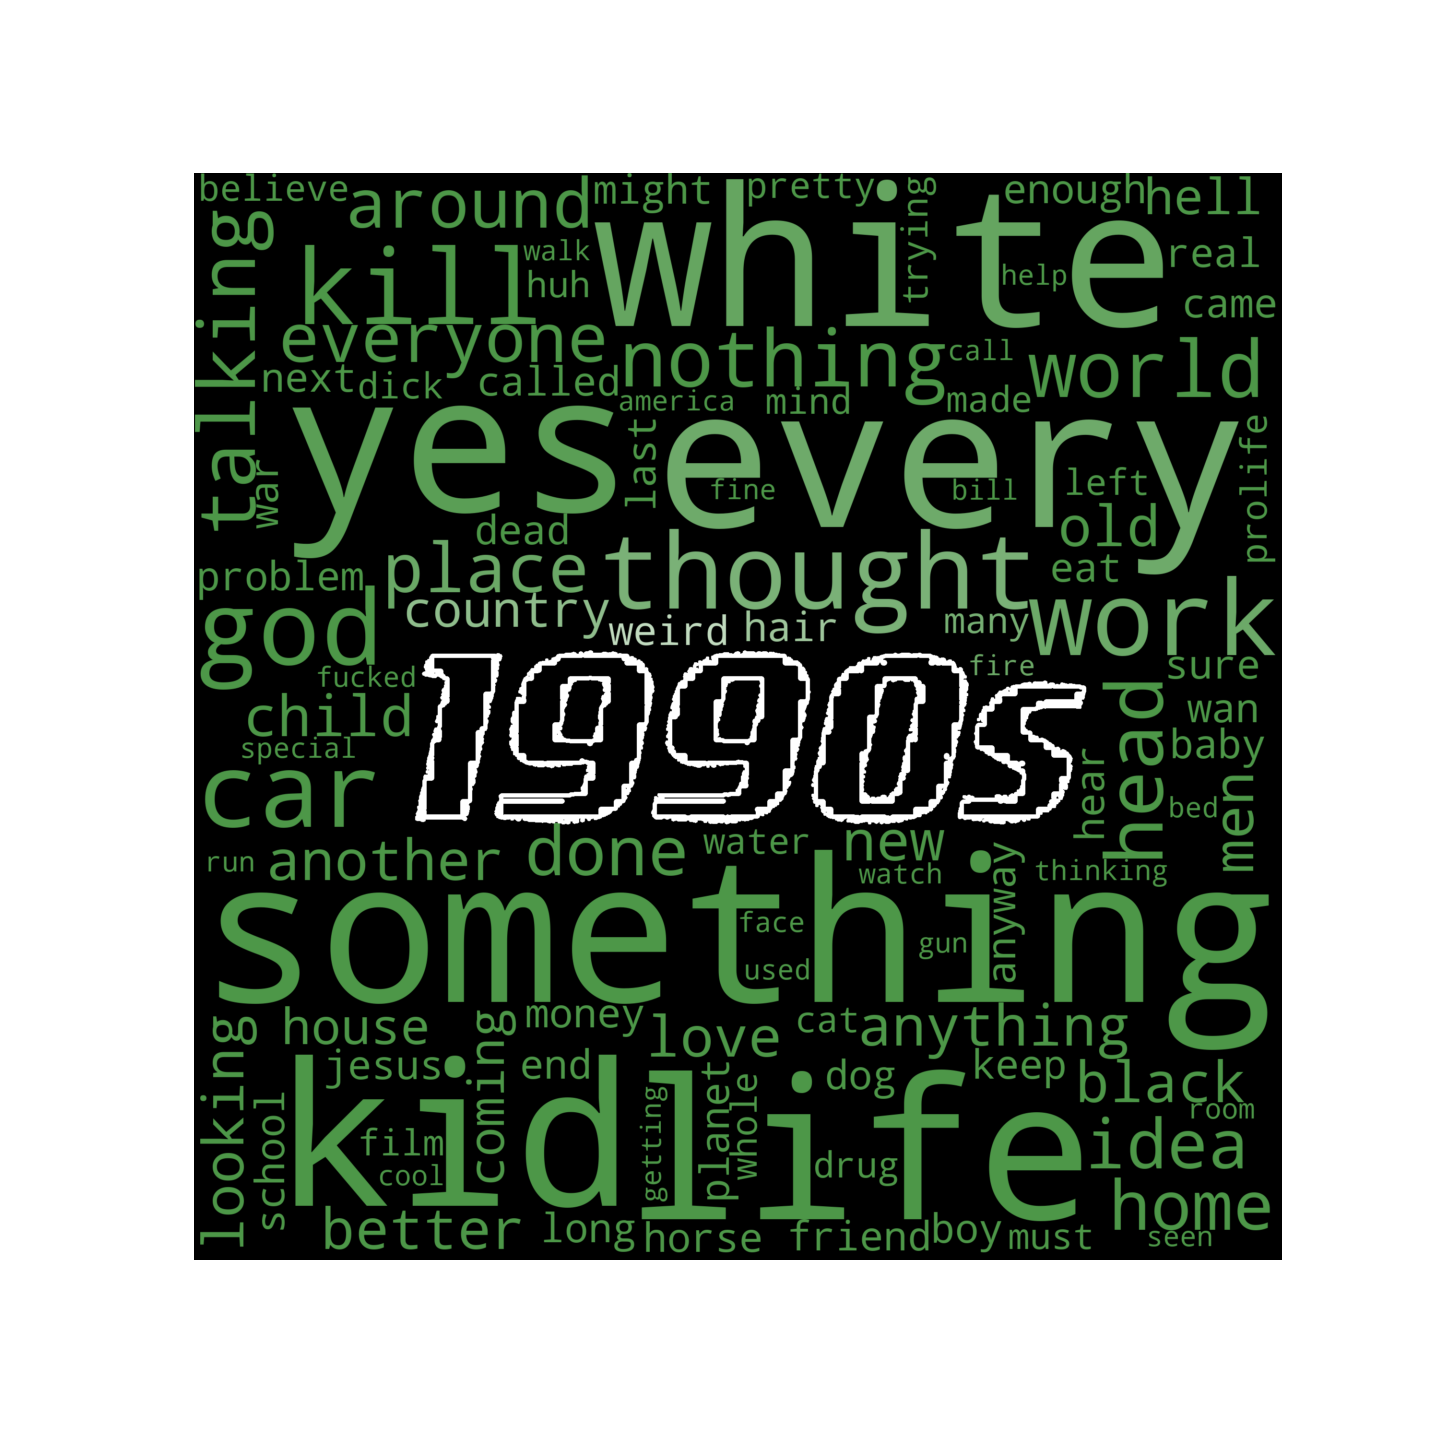 believe
around
might
pretty
trying
enough
hell
talking
kill
walk
huh
white
help
real
came
everyone
nothing
call
world
next
dick
called
america
mind
made
yes
every
last
war
fine
bill
left
prolife
dead
old
problem
place
thought
eat
god
country
weird
hair
many
work
fucked
1990s
fire
sure
child
head
wan
special
baby
car
hear
men
bed
run
another
done
water
new
watch
anyway
thinking
something
face
gun
used
looking
house
coming
money
love
cat
anything
jesus
end
planet
whole
dog
keep
black
school
kid
film
cool
getting
life
drug
room
idea
home
better
long
horse
friend
boy
must
seen